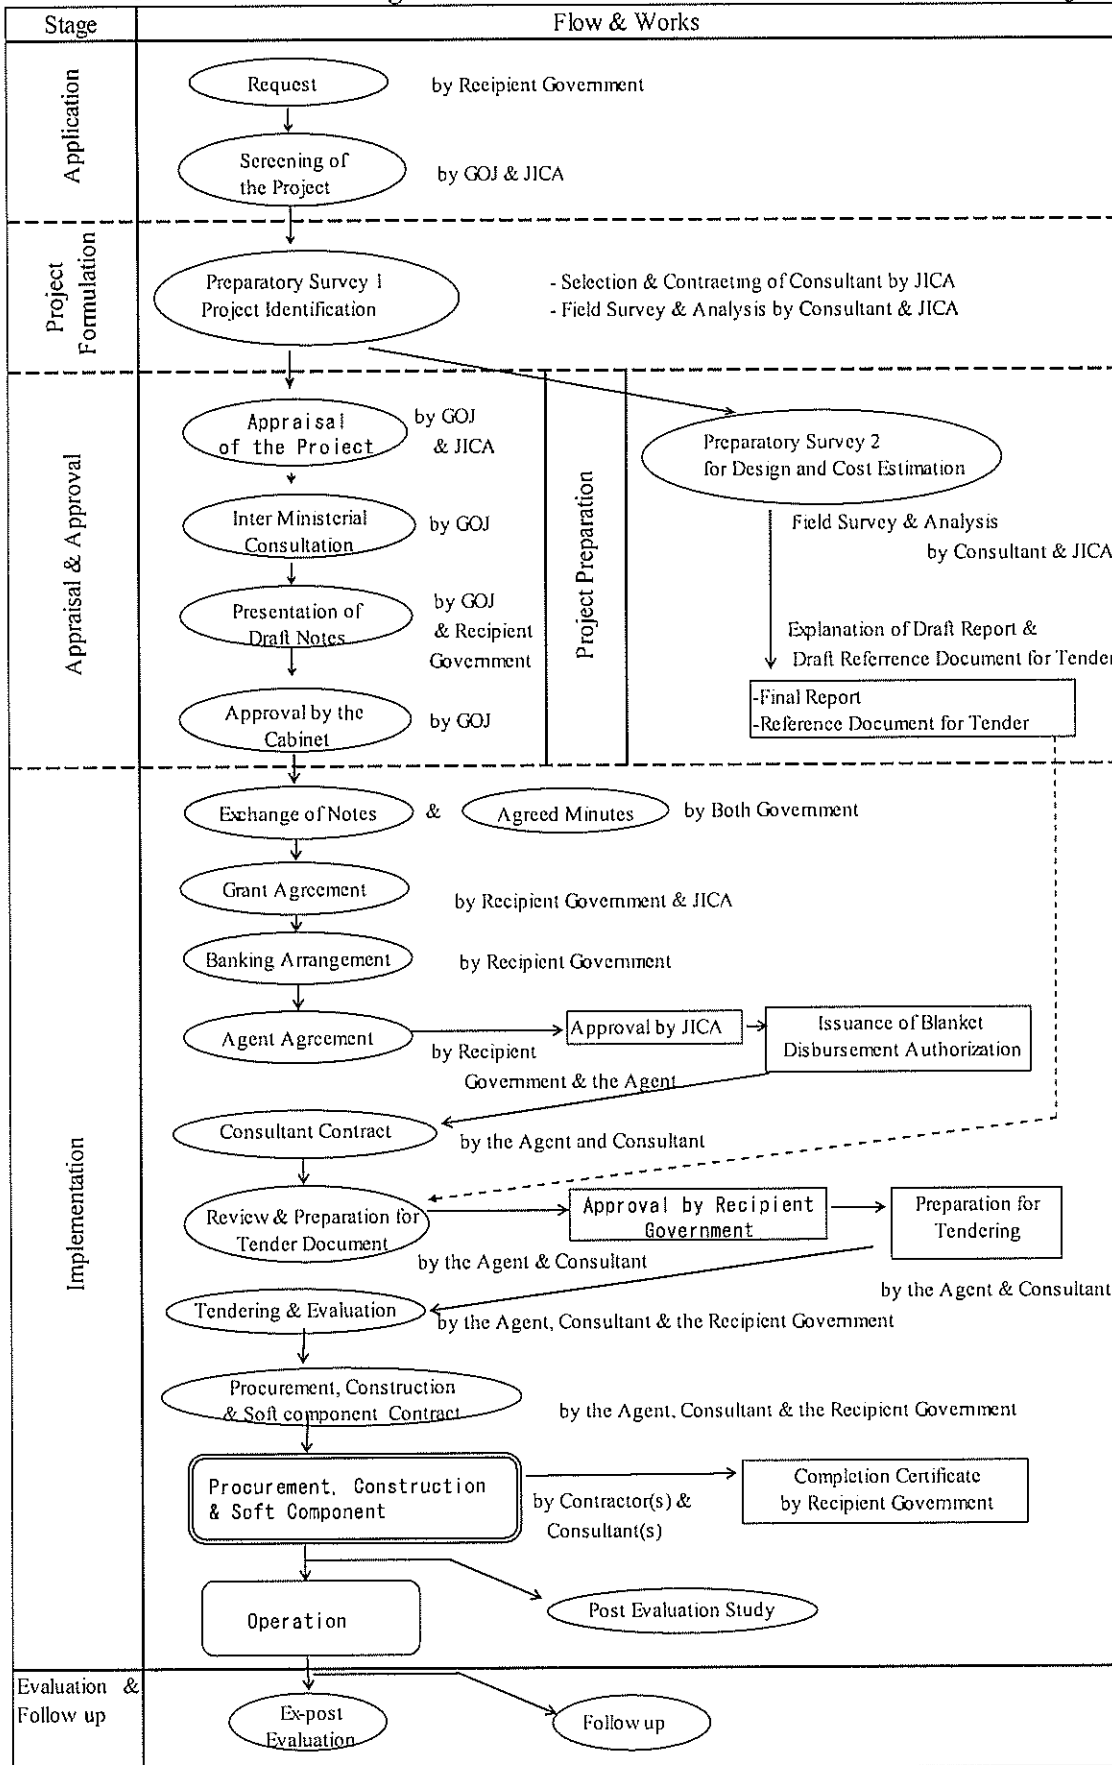 Stage
Flow & Works
Application
Request
by Recipient Government
Screening of
the Project
by GOJ & JICA
Project
Formulation
Preparatory Survey 1
Project Identification
- Selection & Contracting of Consultant by JICA
- Field Survey & Analysis by Consultant & JICA
Appraisal & Approval
Appraisal
of the Project
by GOJ
& JICA
Inter Ministerial
Consultation
by GOJ
Presentation of
Draft Notes
by GOJ
& Recipient
Government
Approval by the
Cabinet
by GOJ
Project Preparation
Preparatory Survey 2
for Design and Cost Estimation
Field Survey & Analysis
by Consultant & JICA
Explanation of Draft Report &
Draft Referrence Document for Tender
-Final Report
-Reference Document for Tender
Implementation
Exchange of Notes
&
Agreed Minutes
by Both Government
Grant Agreement
by Recipient Government & JICA
Banking Arrangement
by Recipient Government
Agent Agreement
by Recipient
Government & the Agent
Approval by JICA
Issuance of Blanket
Disbursement Authorization
Consultant Contract
by the Agent and Consultant
Review & Preparation for
Tender Document
by the Agent & Consultant
Approval by Recipient
Government
Preparation for
Tendering
by the Agent & Consultant
Tendering & Evaluation
by the Agent, Consultant & the Recipient Government
Procurement, Construction
& Soft component Contract
by the Agent, Consultant & the Recipient Government
Procurement, Construction
& Soft Component
by Contractor(s) &
Consultant(s)
Completion Certificate
by Recipient Government
Operation
Post Evaluation Study
Evaluation &
Follow up
Ex-post
Evaluation
Follow up